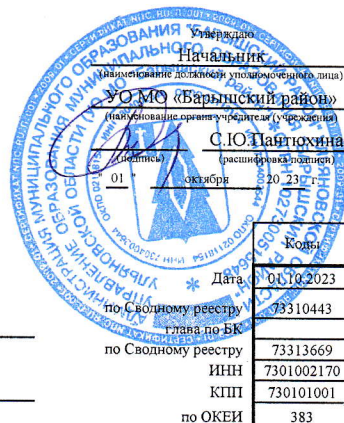 Утверждаю
Начальник
(наименование должности уполномоченного лица)
УО МО «Барышский район»
(наименование органа-учредителя (учреждения)
С.Ю.Пантюхина
(подпись) (расшифровка подписи)
" 01 октября 20 23 г.
Коды
Дата 01.10.2023
по Сводному реестру 73310443
глава по БК
по Сводному реестру 73313669
ИНН 7301002170
КПП 730101001
по ОКЕИ 383